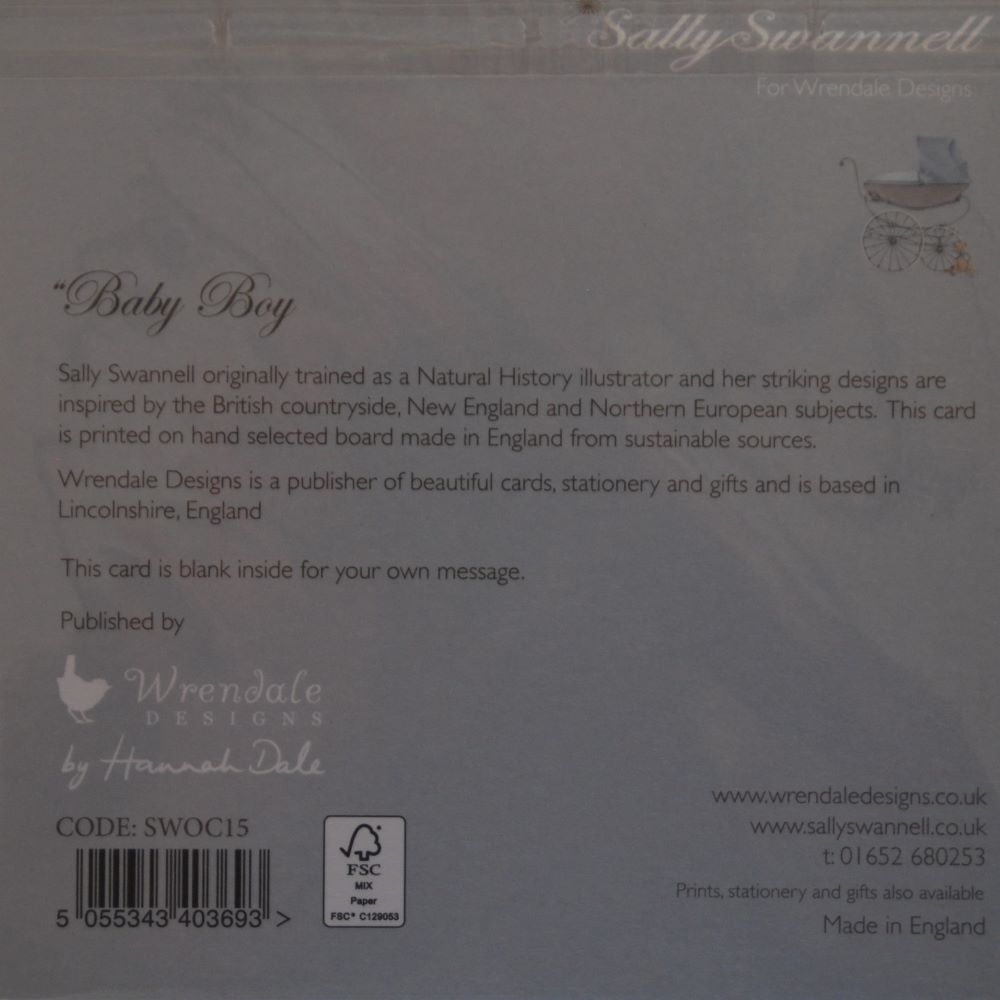 Sally Swannell
For Wrendale Designs
“Baby Boy
Sally Swannell originally trained as a Natural History illustrator and her striking designs are
inspired by the British countryside, New England and Northern European subjects. This card
is printed on hand selected board made in England from sustainable sources.
Wrendale Designs is a publisher of beautiful cards, stationery and gifts and is based in
Lincolnshire, England
This card is blank inside for your own message.
Published by
Wrendale
DESIGNS
by Hannah Dale
CODE: SWOC15
5 055343 403693 >
FSC
MIX
Paper
FSC® C129053
www.wrendaledesigns.co.uk
www.sallyswannell.co.uk
t: 01652 680253
Prints, stationery and gifts also available
Made in England